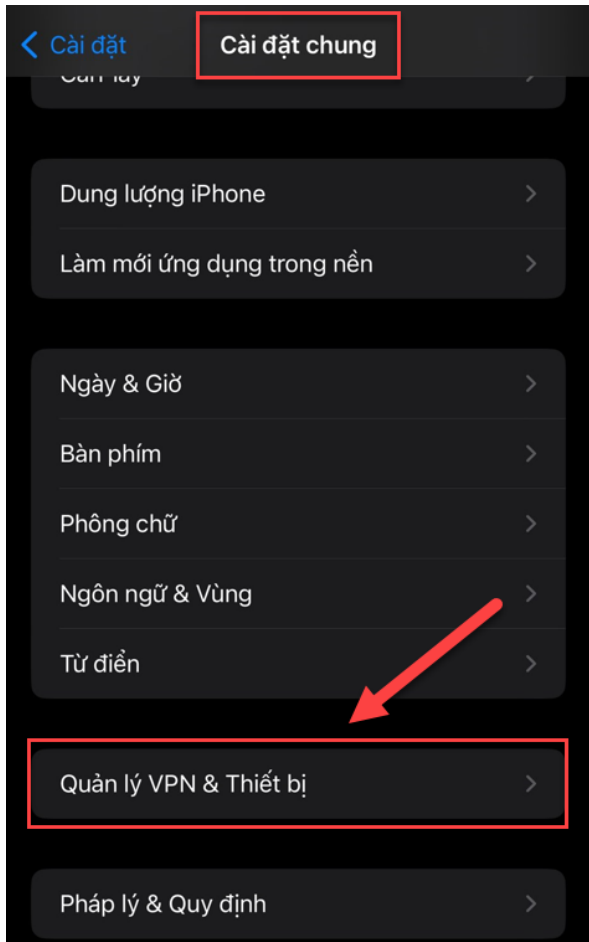 Cài đặt
Cài đặt chung
Dung lượng iPhone
Làm mới ứng dụng trong nền
Ngày & Giờ
Bàn phím
Phông chữ
Ngôn ngữ & Vùng
Từ điển
Quản lý VPN & Thiết bị
Pháp lý & Quy định